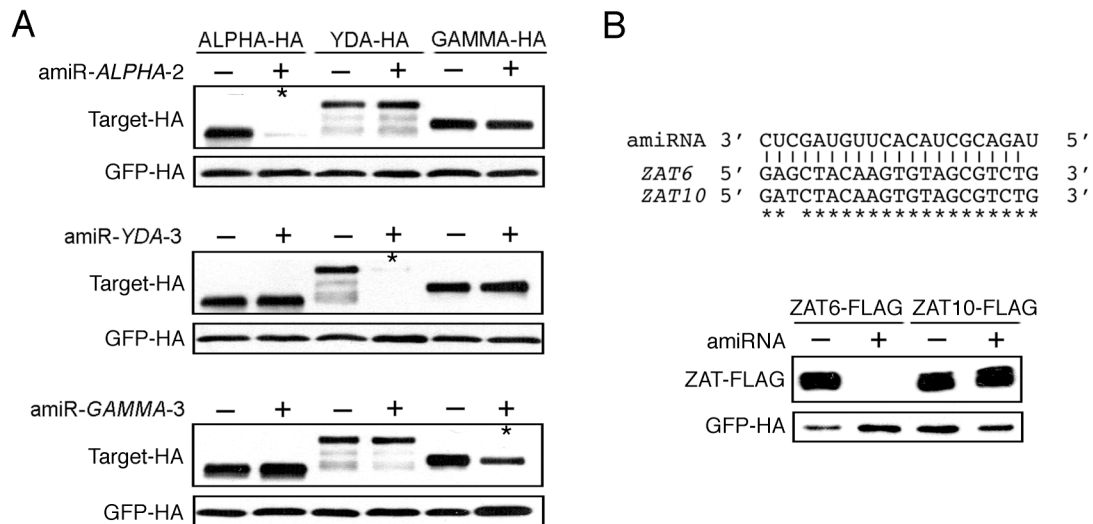 A
ALPHA-HA YDA-HA GAMMA-HA
amiR-ALPHA-2 – + – + – +
*
Target-HA
GFP-HA
amiR-YDA-3 – + – + – +
*
Target-HA
GFP-HA
amiR-GAMMA-3 – + – + – +
*
Target-HA
GFP-HA
B
amiRNA 3′ CUCGAUGUUCACAUCGCAGAU 5′
||||||||||||||||||||
ZAT6 5′ GAGCTACAAGTGTAGCGTCTG 3′
ZAT10 5′ GATCTACAAGTGTAGCGTCTG 3′
** ******************
ZAT6-FLAG ZAT10-FLAG
amiRNA – + – +
ZAT-FLAG
GFP-HA